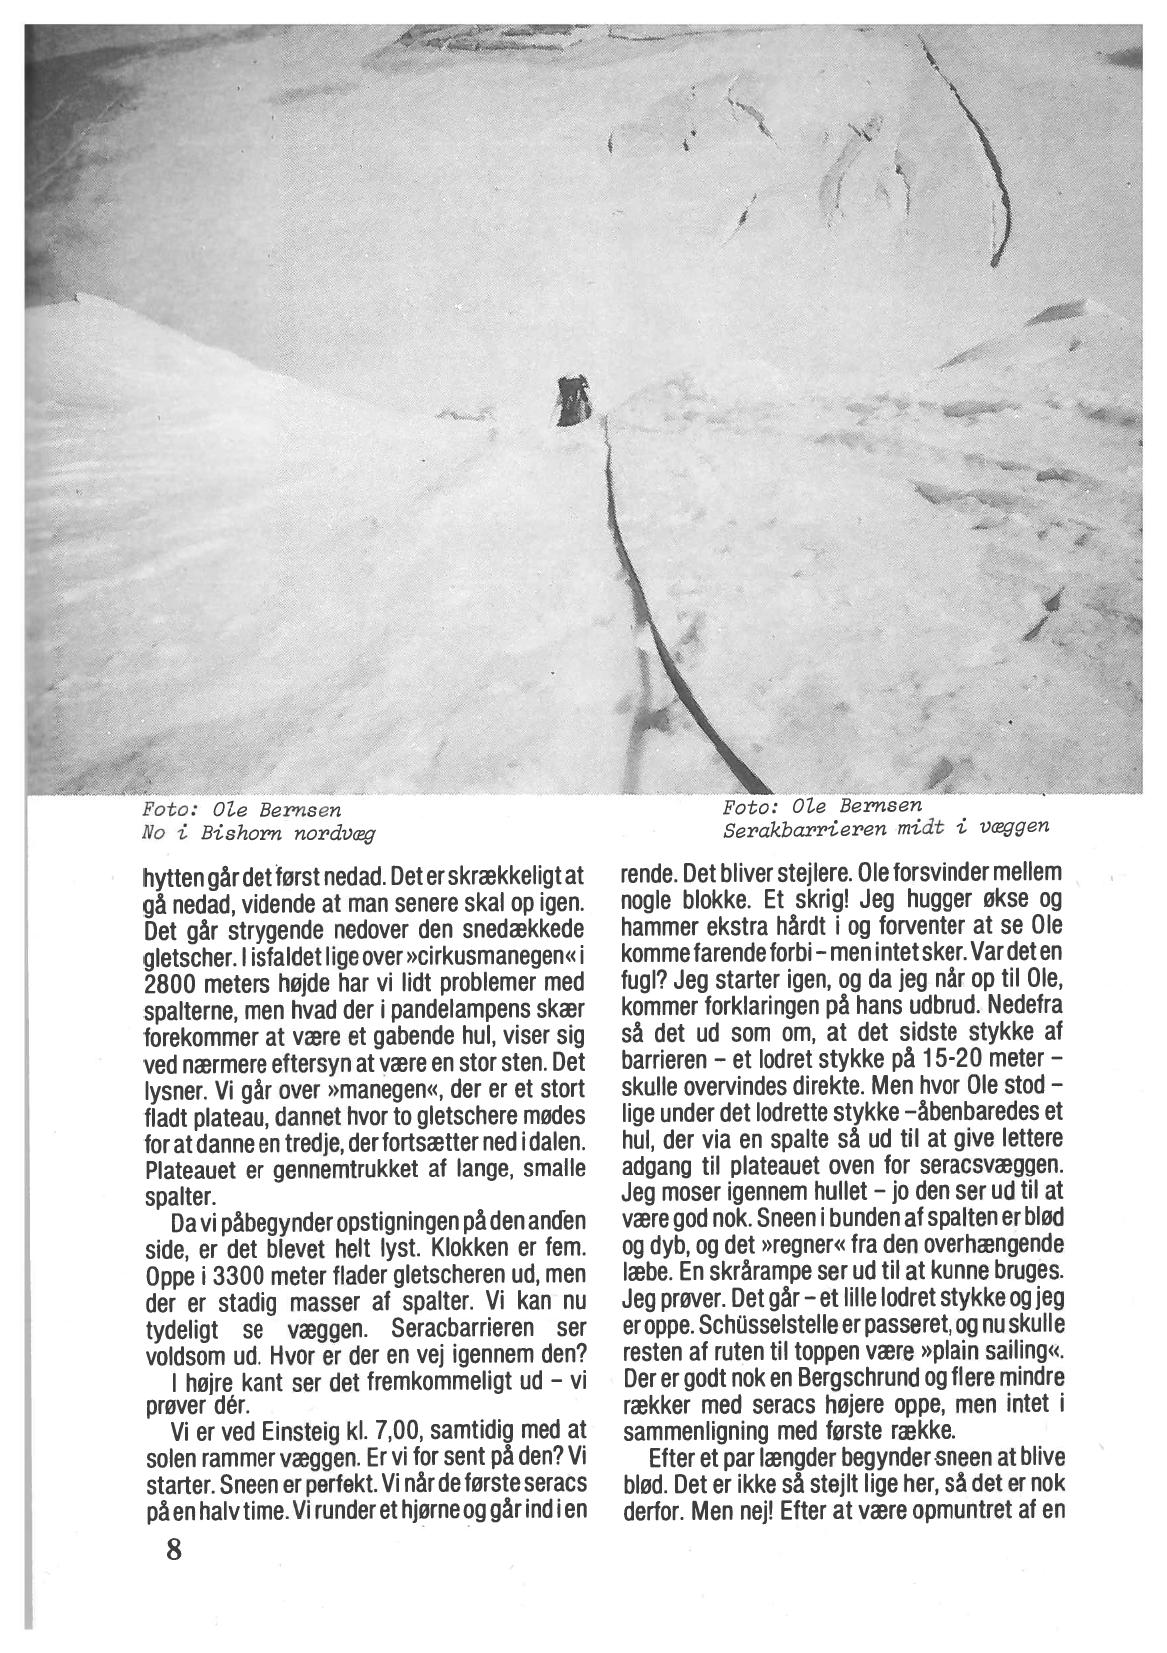 Foto: Ole Bernsen
No i Bishorn nordvæg
Foto: Ole Bernsen
Serakbarrieren midt i væggen
hytten går det først nedad. Det er skrækkeligt at
gå nedad, vidende at man senere skal op igen.
Det går strygende nedover den snedækkede
gletscher. I isfaldet lige over »cirkusmanegen« i
2800 meters højde har vi lidt problemer med
spalterne, men hvad der i pandelampens skær
forekommer at være et gabende hul, viser sig
ved nærmere eftersyn at være en stor sten. Det
lysner. Vi går over »manegen«, der er et stort
fladt plateau, dannet hvor to gletschere mødes
for at danne en tredje, der fortsætter ned i dalen.
Plateauet er gennemtrukket af lange, smalle
spalter.
Da vi påbegynder opstigningen på den anden
side, er det blevet helt lyst. Klokken er fem.
Oppe i 3300 meter flader gletscheren ud, men
der er stadig masser af spalter. Vi kan nu
tydeligt se væggen. Seracbarrieren ser
voldsom ud. Hvor er der en vej igennem den?
I højre kant ser det fremkommeligt ud – vi
prøver dér.
Vi er ved Einsteig kl. 7,00, samtidig med at
solen rammer væggen. Er vi for sent på den? Vi
starter. Sneen er perfekt. Vi når de første seracs
på en halv time. Vi runder et hjørne og går ind i en
rende. Det bliver stejlere. Ole forsvinder mellem
nogle blokke. Et skrig! Jeg hugger økse og
hammer ekstra hårdt i og forventer at se Ole
komme farende forbi – men intet sker. Var det en
fugl? Jeg starter igen, og da jeg når op til Ole,
kommer forklaringen på hans udbrud. Nedefra
så det ud som om, at det sidste stykke af
barrieren – et lodret stykke på 15-20 meter –
skulle overvindes direkte. Men hvor Ole stod –
lige under det lodrette stykke –åbenbaredes et
hul, der via en spalte så ud til at give lettere
adgang til plateauet oven for seracsvæggen.
Jeg moser igennem hullet – jo den ser ud til at
være god nok. Sneen i bunden af spalten er blød
og dyb, og det »regner« fra den overhængende
læbe. En skrårampe ser ud til at kunne bruges.
Jeg prøver. Det går – et lille lodret stykke og jeg
er oppe. Schüsselstelle er passeret, og nu skulle
resten af ruten til toppen være »plain sailing«.
Der er godt nok en Bergschrund og flere mindre
rækker med seracs højere oppe, men intet i
sammenligning med første række.
Efter et par længder begynder sneen at blive
blød. Det er ikke så stejlt lige her, så det er nok
derfor. Men nej! Efter at være opmuntret af en
8